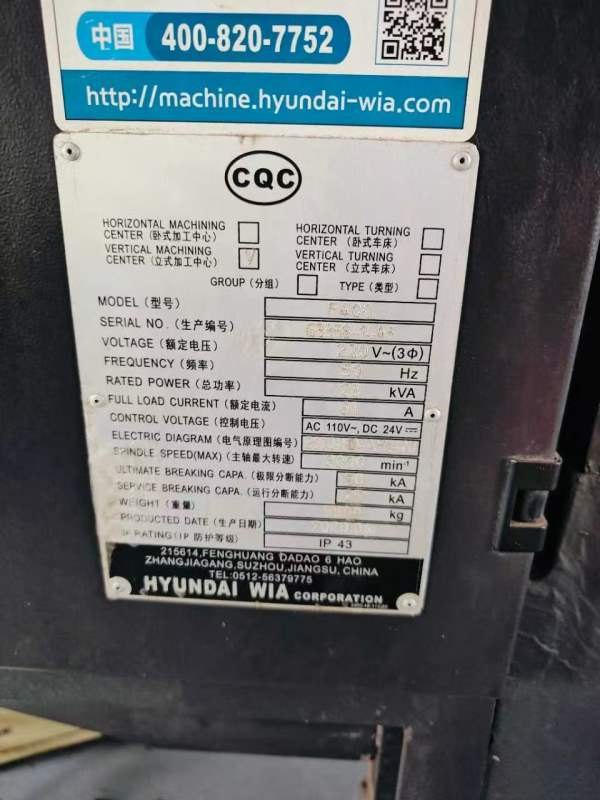 中国 400-820-7752
http://machine.hyundai-wia.com
CQC
HORIZONTAL MACHINING CENTER (卧式加工中心)
HORIZONTAL TURNING CENTER (卧式车床)
VERTICAL MACHINING CENTER (立式加工中心) V
VERTICAL TURNING CENTER (立式车床)
GROUP (分组)
TYPE (类型)
MODEL (型号)
SERIAL NO. (生产编号)
VOLTAGE (额定电压) V~(3Φ)
FREQUENCY (频率) Hz
RATED POWER (总功率) kVA
FULL LOAD CURRENT (额定电流) A
CONTROL VOLTAGE (控制电压) AC 110V~, DC 24V⎓
ELECTRIC DIAGRAM (电气原理图编号)
SPINDLE SPEED(MAX) (主轴最大转速) min⁻¹
ULTIMATE BREAKING CAPA. (极限分断能力) kA
SERVICE BREAKING CAPA. (运行分断能力) kA
WEIGHT (重量) kg
PRODUCTED DATE (生产日期)
IP RATING (IP 防护等级) IP 43
215614,FENGHUANG DADAO 6 HAO
ZHANGJIAGANG,SUZHOU,JIANGSU, CHINA
TEL:0512-56379775
HYUNDAI WIA CORPORATION